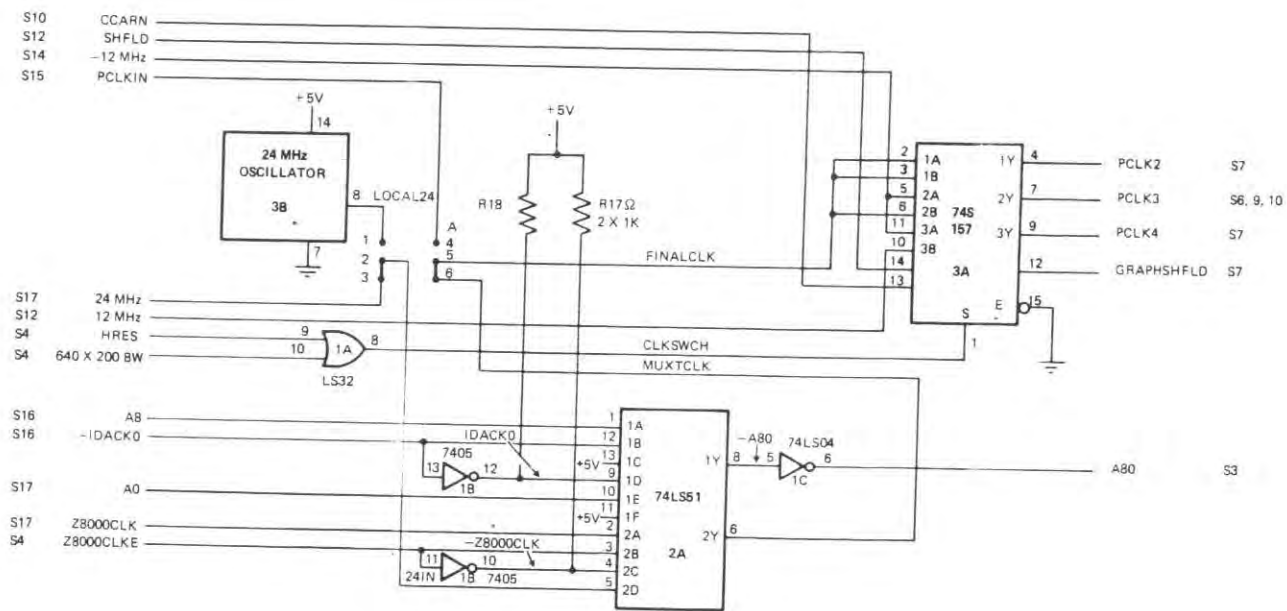 S10 CCARN
S12 SHFLD
S14 -12 MHz
S15 PCLKIN
+5V
14
24 MHz
OSCILLATOR
3B
8 LOCAL24
7
1
2
3
A
4
5
6
+5V
R18
R17Ω
2 X 1K
FINALCLK
2 1A 1Y 4 PCLK2 S7
3 1B
5 2A 2Y 7 PCLK3 S6, 9, 10
6 2B
74S
157
11 3A 3Y 9 PCLK4 S7
10 3B
14 12 GRAPHSHFLD S7
3A
13
S E 15
1
S17 24 MHz
S12 12 MHz
S4 HRES 9
S4 640 X 200 BW 10
1A 8
LS32
CLKSWCH
MUXTCLK
S16 A8
S16 -IDACK0
7405
13 12
1B
IDACK0
S17 A0
S17 Z8000CLK
S4 Z8000CLKE
11 10
24IN 1B 7405
-Z8000CLK
1 1A
12 1B
+5V 13 1C
9 1D
10 1E
+5V 11 1F
2 2A
3 2B
4 2C
5 2D
74LS51
2A
1Y 8
2Y 6
-A80 74LS04
5 6
1C
A80 S3